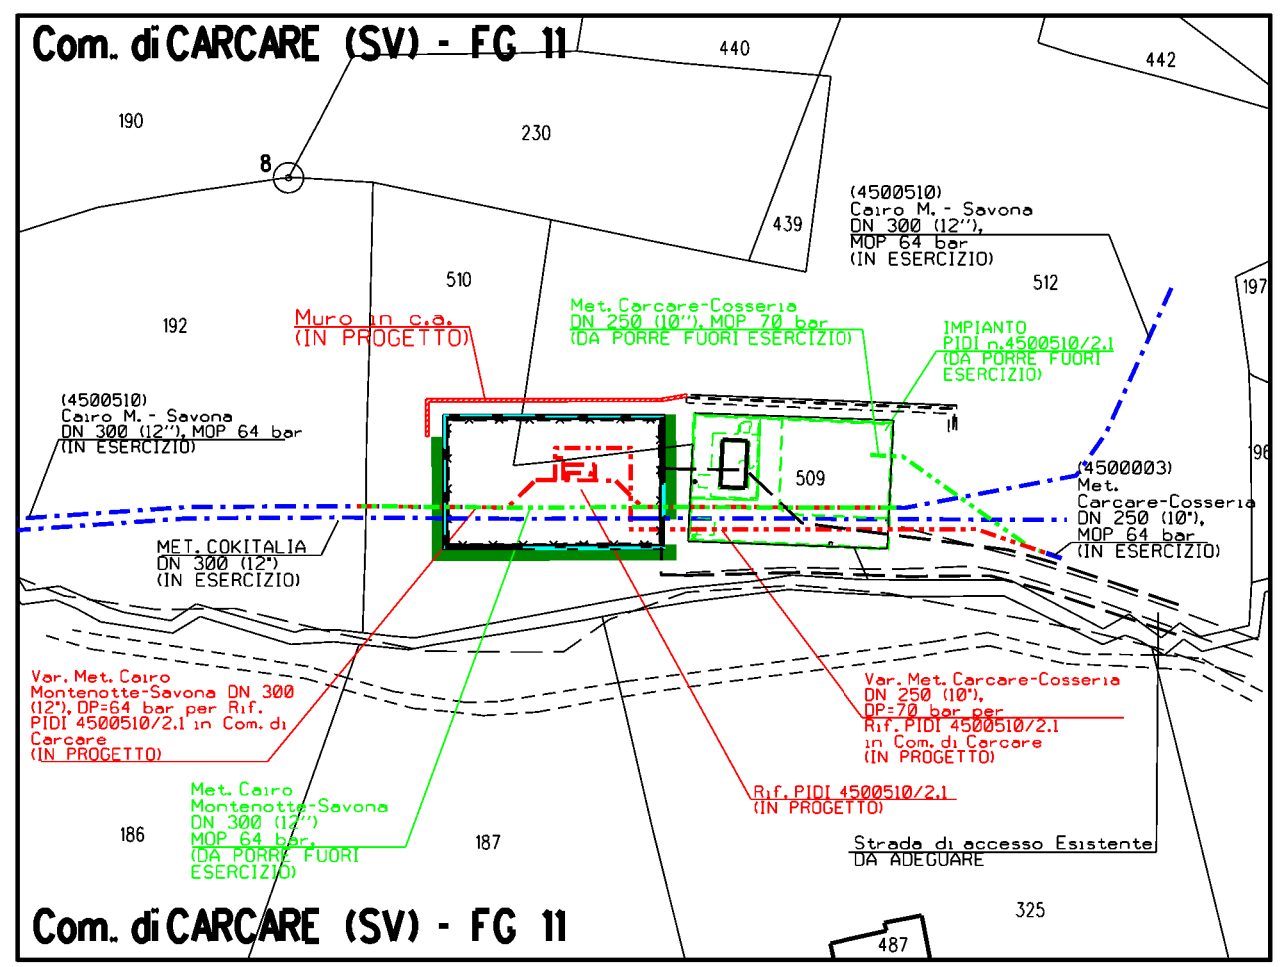 Com. di CARCARE (SV) - FG 11
440
442
190
230
8
(4500510)
Cairo M. - Savona
DN 300 (12''),
MOP 64 bar
(IN ESERCIZIO)
439
510
512
197
192
Muro in c.a.
(IN PROGETTO)
Met. Carcare-Cosseria
DN 250 (10''), MOP 70 bar
(DA PORRE FUORI ESERCIZIO)
IMPIANTO
PIDI n.4500510/2.1
(DA PORRE FUORI
ESERCIZIO)
(4500510)
Cairo M. - Savona
DN 300 (12''), MOP 64 bar
(IN ESERCIZIO)
196
509
(4500003)
Met.
Carcare-Cosseria
DN 250 (10"),
MOP 64 bar
(IN ESERCIZIO)
MET. COKITALIA
DN 300 (12")
(IN ESERCIZIO)
Var. Met. Cairo
Montenotte-Savona DN 300
(12"), DP=64 bar per Rif.
PIDI 4500510/2.1 in Com. di
Carcare
(IN PROGETTO)
Var. Met. Carcare-Cosseria
DN 250 (10"),
DP=70 bar per
Rif. PIDI 4500510/2.1
in Com. di Carcare
(IN PROGETTO)
Met. Cairo
Montenotte-Savona
DN 300 (12'')
MOP 64 bar,
(DA PORRE FUORI
ESERCIZIO)
Rif. PIDI 4500510/2.1
(IN PROGETTO)
186
187
Strada di accesso Esistente
DA ADEGUARE
325
487
Com. di CARCARE (SV) - FG 11